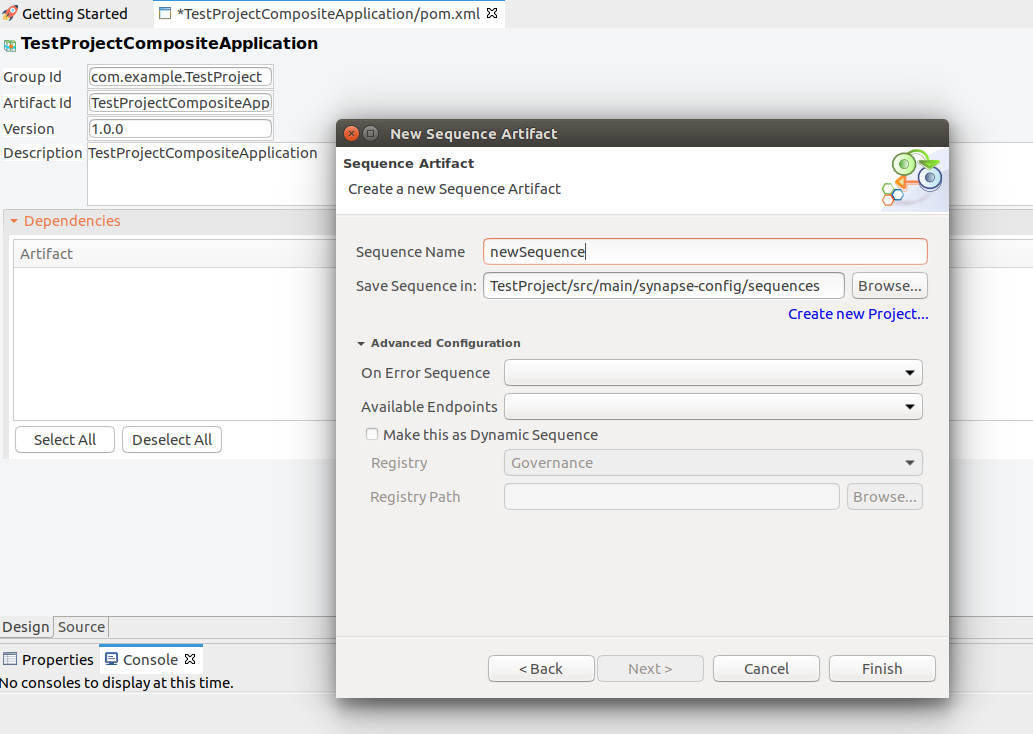 Getting Started
*TestProjectCompositeApplication/pom.xml
TestProjectCompositeApplication
Group Id com.example.TestProject
Artifact Id TestProjectCompositeApp
Version 1.0.0
Description TestProjectCompositeApplication
Dependencies
Artifact
Select All
Deselect All
Design
Source
Properties
Console
No consoles to display at this time.
New Sequence Artifact
Sequence Artifact
Create a new Sequence Artifact
Sequence Name newSequence
Save Sequence in: TestProject/src/main/synapse-config/sequences Browse...
Create new Project...
Advanced Configuration
On Error Sequence
Available Endpoints
Make this as Dynamic Sequence
Registry Governance
Registry Path Browse...
< Back Next > Cancel Finish